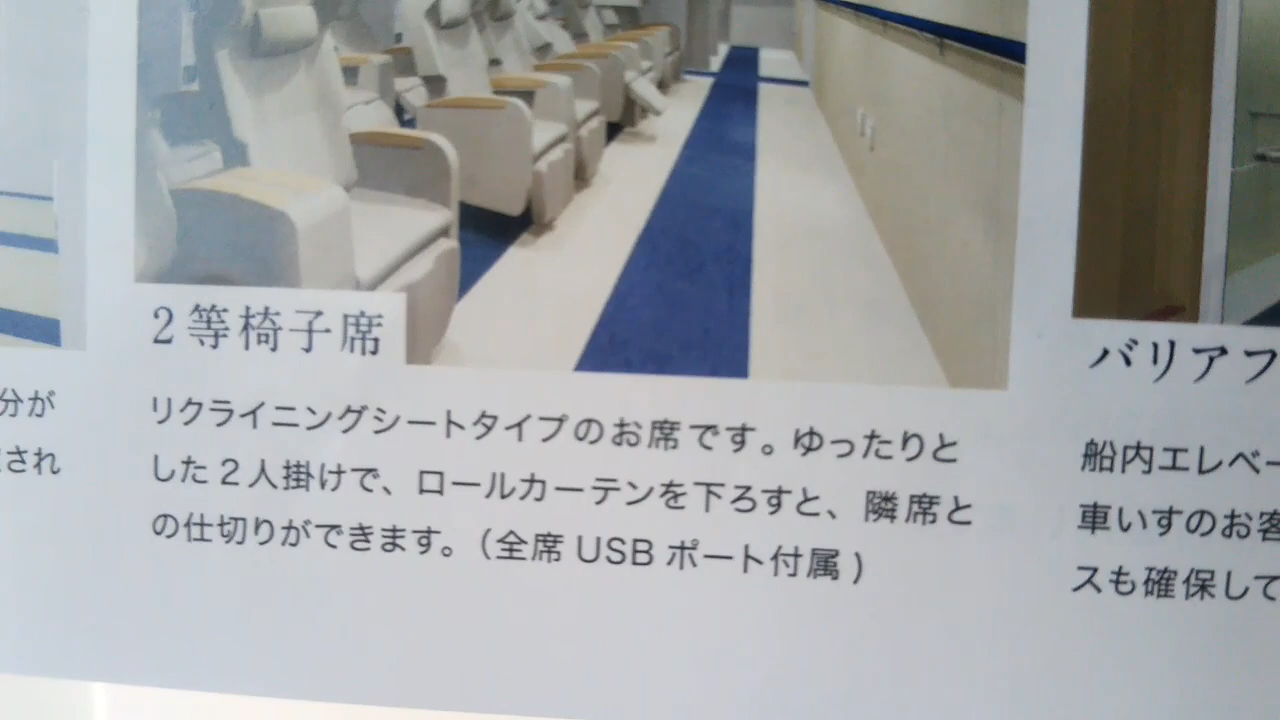 分が
され
2等椅子席
リクライニングシートタイプのお席です。ゆったりと
した2人掛けで、ロールカーテンを下ろすと、隣席と
の仕切りができます。(全席 USB ポート付属)
バリアフ
船内エレベー
車いすのお客
スも確保して